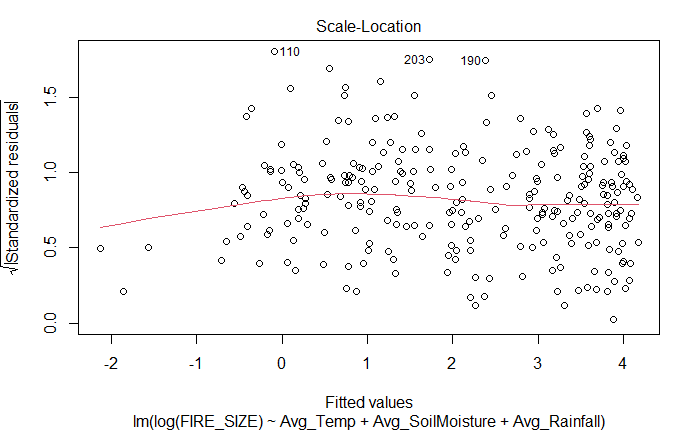 Scale-Location
√|Standardized residuals|
1.5
1.0
0.5
0.0
110
203
190
-2 -1 0 1 2 3 4
Fitted values
lm(log(FIRE_SIZE) ~ Avg_Temp + Avg_SoilMoisture + Avg_Rainfall)